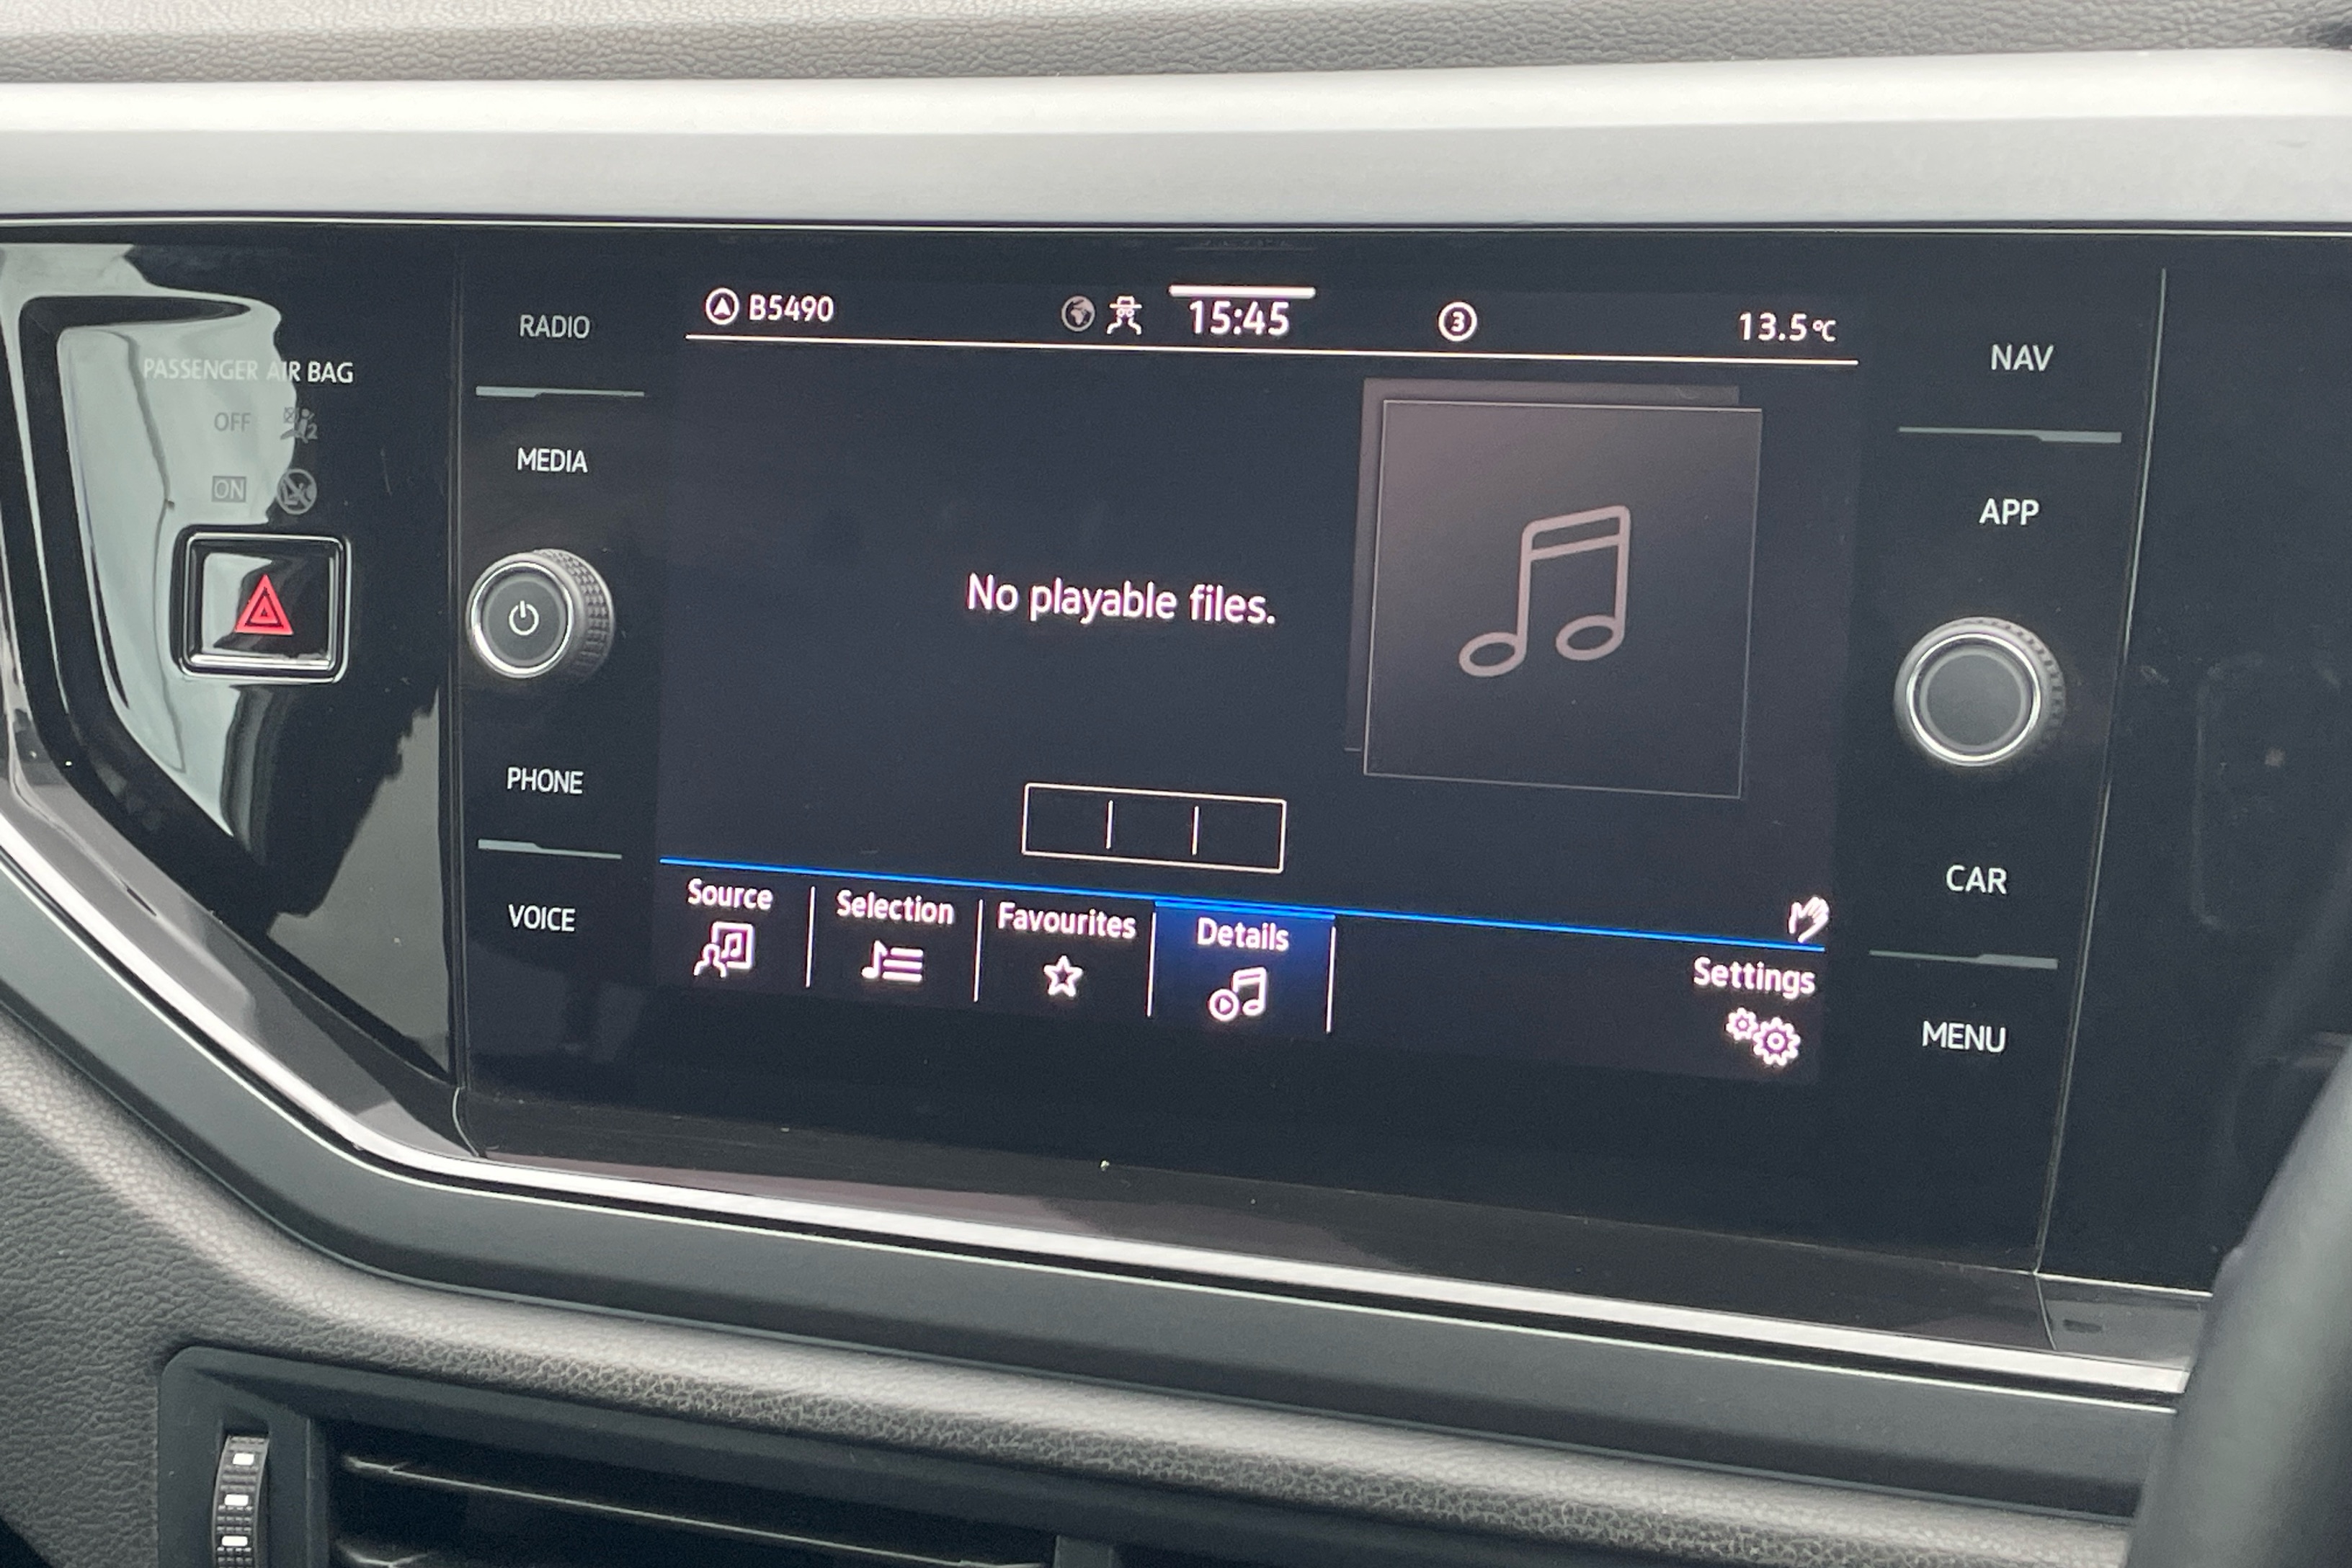 B5490
15:45
3
13.5°C
RADIO
MEDIA
PHONE
VOICE
PASSENGER AIR BAG
OFF
2
ON
No playable files.
Source
Selection
Favourites
Details
Settings
NAV
APP
CAR
MENU